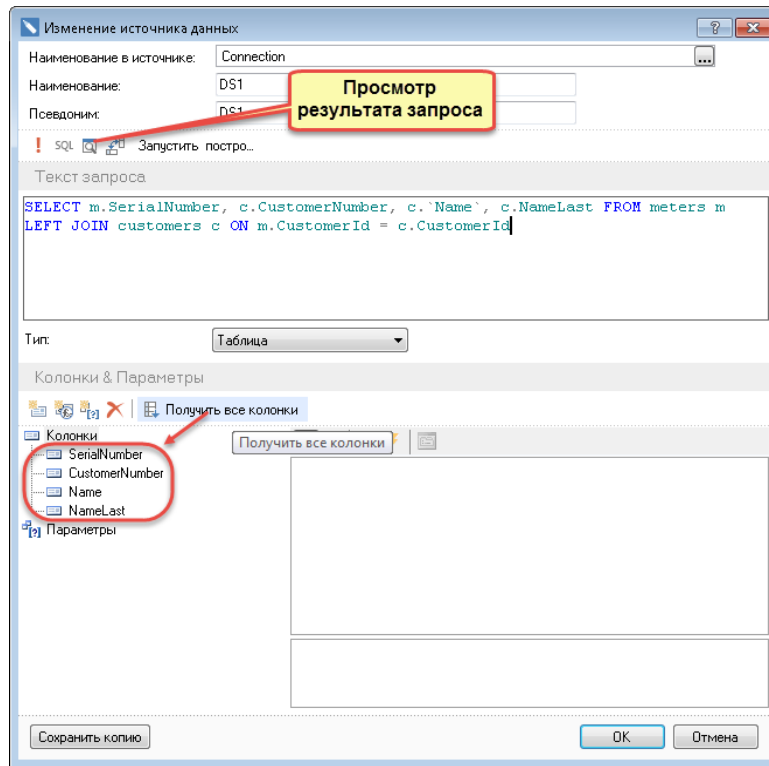 Изменение источника данных
Наименование в источнике: Connection ...
Наименование: DS1
Псевдоним: DS1
Просмотр
результата запроса
SQL Запустить постро...
Текст запроса
SELECT m.SerialNumber, c.CustomerNumber, c.`Name`, c.NameLast FROM meters m
LEFT JOIN customers c ON m.CustomerId = c.CustomerId
Тип: Таблица
Колонки & Параметры
Получить все колонки
Колонки
Получить все колонки
SerialNumber
CustomerNumber
Name
NameLast
Параметры
Сохранить копию OK Отмена